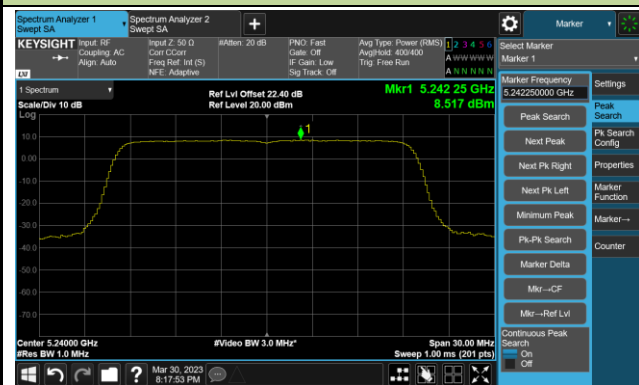 Spectrum Analyzer 1
Swept SA
Spectrum Analyzer 2
Swept SA
+
Marker
KEYSIGHT
Input: RF
Coupling: AC
Align: Auto
Input Z: 50 Ω
Corr CCorr
Freq Ref: Int (S)
NFE: Adaptive
#Atten: 20 dB
PNO: Fast
Gate: Off
IF Gain: Low
Sig Track: Off
Avg Type: Power (RMS)
Avg|Hold: 400/400
Trig: Free Run
1 2 3 4 5 6
A W W W W W
A N N N N N
LXI
Select Marker
Marker 1
1 Spectrum
Scale/Div 10 dB
Log
Ref Lvl Offset 22.40 dB
Ref Level 20.00 dBm
Mkr1 5.242 25 GHz
8.517 dBm
1
10.0
0.00
-10.0
-20.0
-30.0
-40.0
-50.0
-60.0
-70.0
Center 5.24000 GHz
#Res BW 1.0 MHz
#Video BW 3.0 MHz*
Span 30.00 MHz
Sweep 1.00 ms (201 pts)
Marker Frequency
5.242250000 GHz
Peak Search
Next Peak
Next Pk Right
Next Pk Left
Minimum Peak
Pk-Pk Search
Marker Delta
Mkr→CF
Mkr→Ref Lvl
Continuous Peak
Search
On
Off
Settings
Peak
Search
Pk Search
Config
Properties
Marker
Function
Marker→
Counter
?
Mar 30, 2023
8:17:53 PM